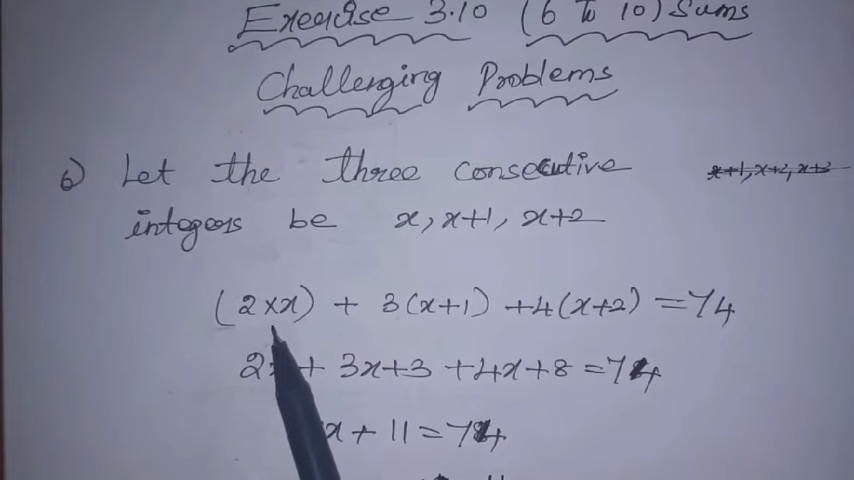 Exercise 3.10 (6 To 10) Sums
Challenging Problems
6) Let the three consecutive
integers be x, x+1, x+2
(2×x) + 3(x+1) +4(x+2) =74
+ 3x+3 +4x+8 =74
x + 11 =74